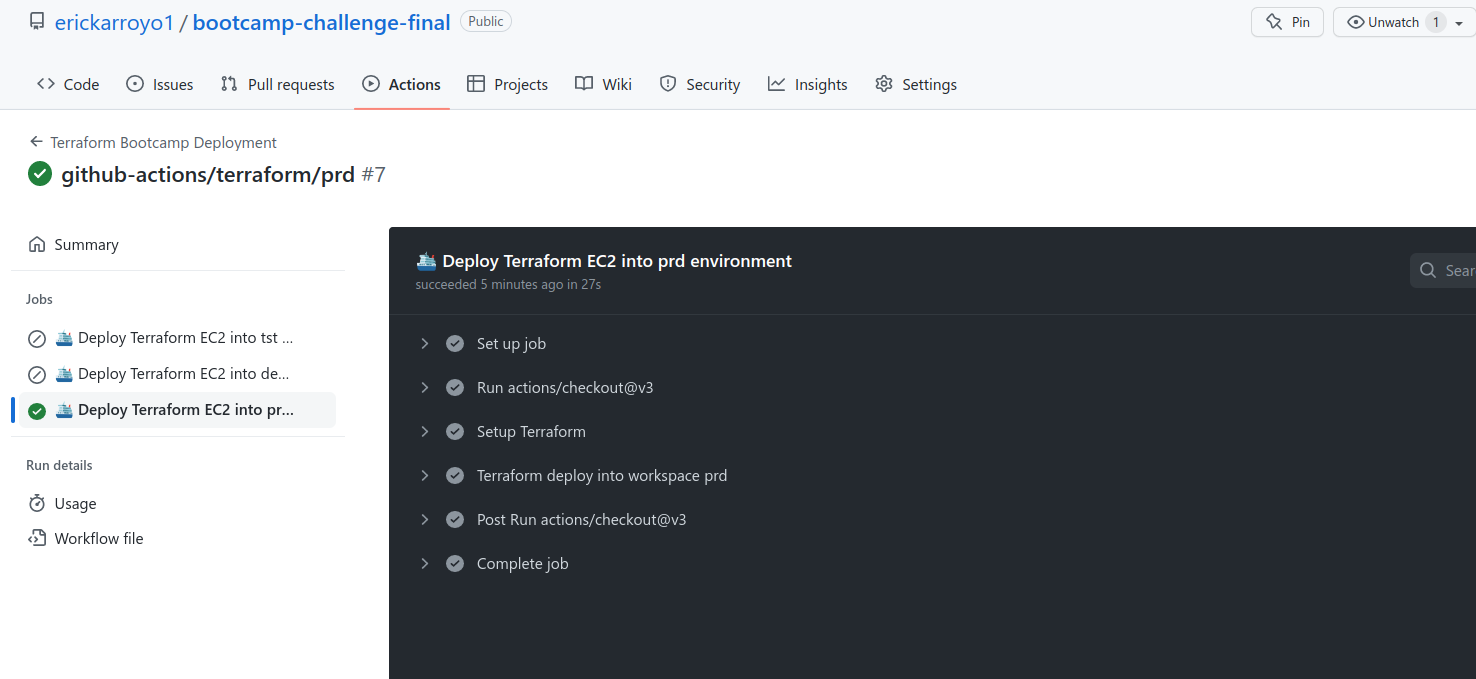 erickarroyo1 / bootcamp-challenge-final Public
Pin
Unwatch 1
Code
Issues
Pull requests
Actions
Projects
Wiki
Security
Insights
Settings
Terraform Bootcamp Deployment
github-actions/terraform/prd #7
Summary
Jobs
Deploy Terraform EC2 into tst ...
Deploy Terraform EC2 into de...
Deploy Terraform EC2 into pr...
Run details
Usage
Workflow file
Deploy Terraform EC2 into prd environment
succeeded 5 minutes ago in 27s
Sear
Set up job
Run actions/checkout@v3
Setup Terraform
Terraform deploy into workspace prd
Post Run actions/checkout@v3
Complete job